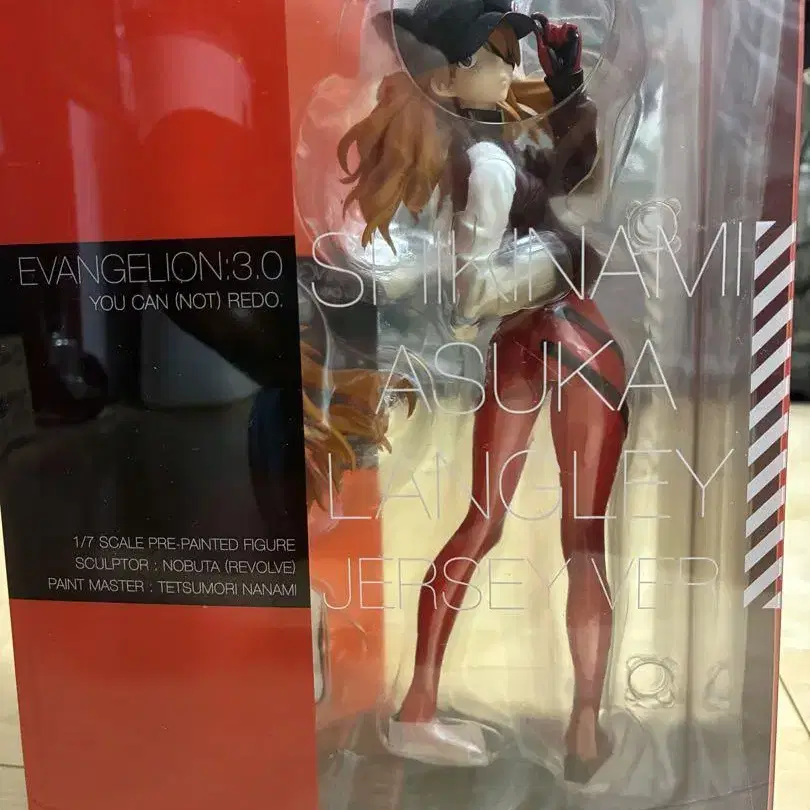 EVANGELION:3.0
YOU CAN (NOT) REDO.
SHIKINAMI
ASUKA
LANGLEY
JERSEY VER.
1/7 SCALE PRE-PAINTED FIGURE
SCULPTOR : NOBUTA (REVOLVE)
PAINT MASTER : TETSUMORI NANAMI